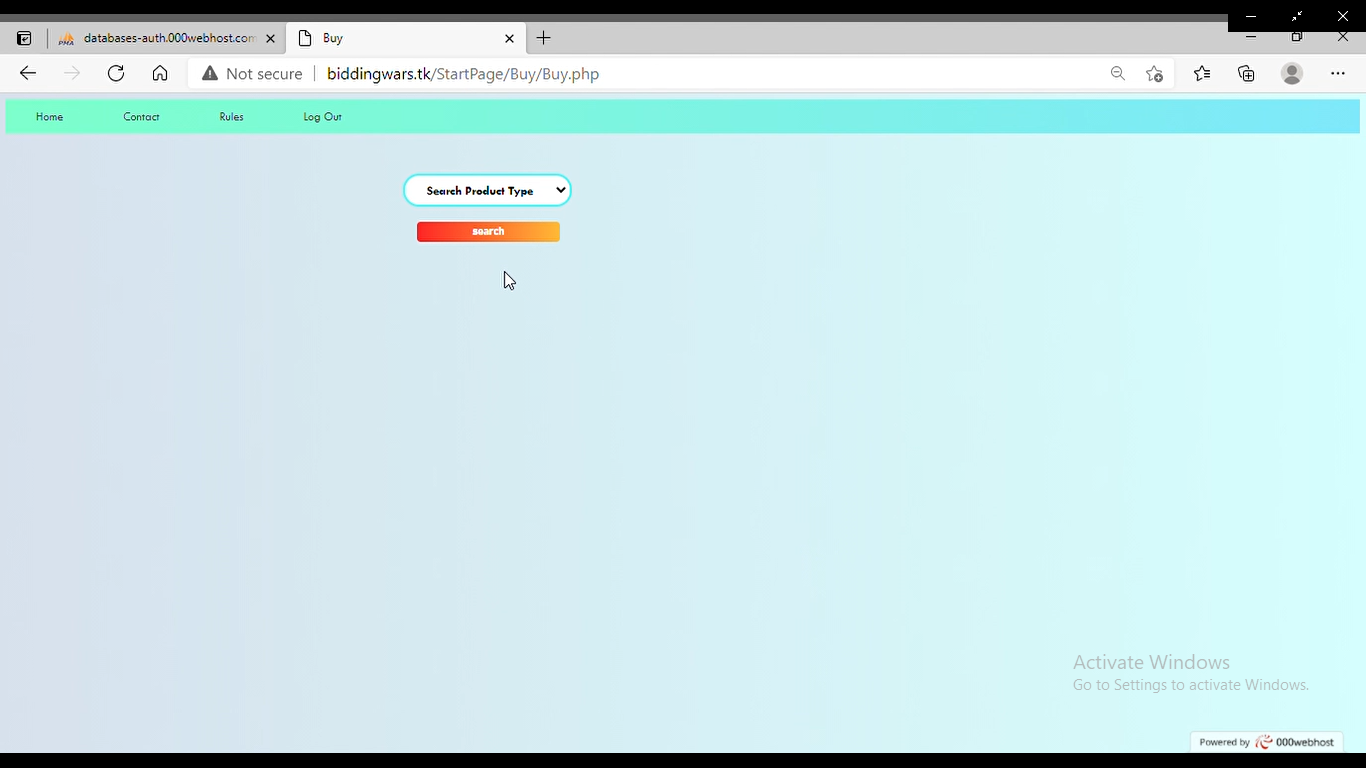 databases-auth.000webhost.com
Buy
Not secure
biddingwars.tk/StartPage/Buy/Buy.php
Home
Contact
Rules
Log Out
Search Product Type
search
Activate Windows
Go to Settings to activate Windows.
Powered by 000webhost